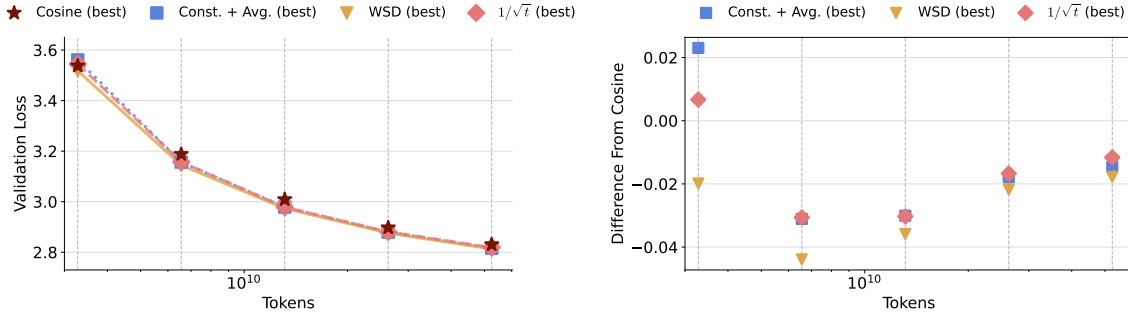 Cosine (best) Const. + Avg. (best) WSD (best) 1/√t (best)
3.6
3.4
3.2
3.0
2.8
Validation Loss
10^10
Tokens
Const. + Avg. (best) WSD (best) 1/√t (best)
0.02
0.00
−0.02
−0.04
Difference From Cosine
10^10
Tokens